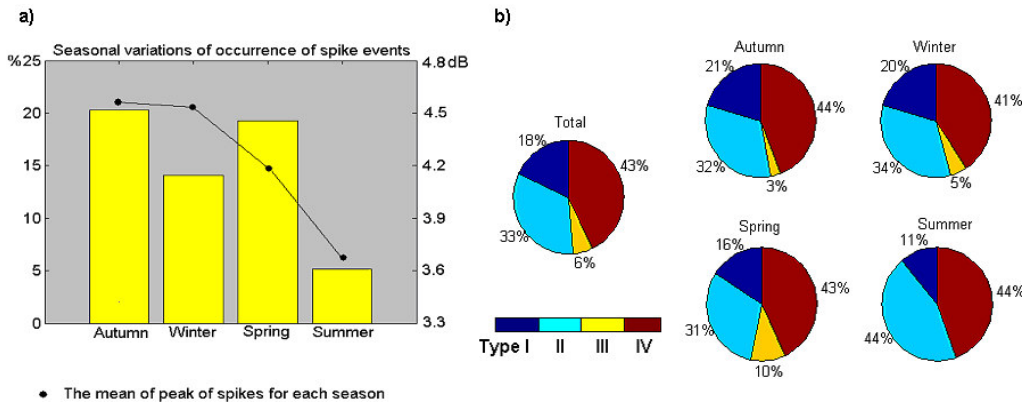 a)
Seasonal variations of occurrence of spike events
%25
20
15
10
5
0
4.8dB
4.5
4.2
3.9
3.6
3.3
Autumn Winter Spring Summer
The mean of peak of spikes for each season
b)
Total
18%
43%
33%
6%
Autumn
21%
44%
32%
3%
Winter
20%
41%
34%
5%
Spring
16%
43%
31%
10%
Summer
11%
44%
44%
Type I II III IV